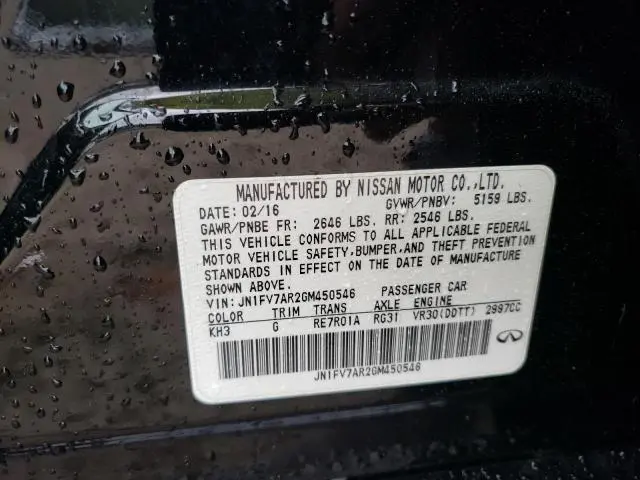 MANUFACTURED BY NISSAN MOTOR CO.,LTD.
DATE: 02/16 GVWR/PNBV: 5159 LBS.
GAWR/PNBE FR: 2646 LBS. RR: 2546 LBS.
THIS VEHICLE CONFORMS TO ALL APPLICABLE FEDERAL
MOTOR VEHICLE SAFETY, BUMPER, AND THEFT PREVENTION
STANDARDS IN EFFECT ON THE DATE OF MANUFACTURE
SHOWN ABOVE.
VIN: JN1FV7AR2GM450546 PASSENGER CAR
COLOR TRIM TRANS AXLE ENGINE
KH3 G RE7R01A RG31 VR30(DDTT) 2997CC
JN1FV7AR2GM450546